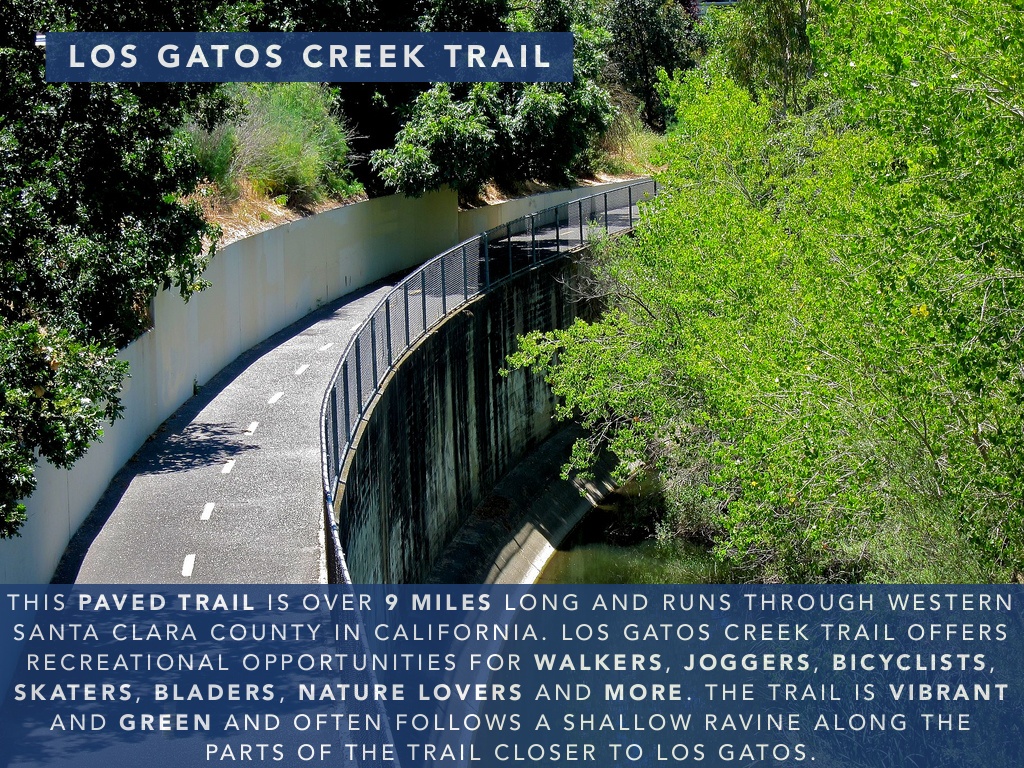 LOS GATOS CREEK TRAIL
THIS PAVED TRAIL IS OVER 9 MILES LONG AND RUNS THROUGH WESTERN
SANTA CLARA COUNTY IN CALIFORNIA. LOS GATOS CREEK TRAIL OFFERS
RECREATIONAL OPPORTUNITIES FOR WALKERS, JOGGERS, BICYCLISTS,
SKATERS, BLADERS, NATURE LOVERS AND MORE. THE TRAIL IS VIBRANT
AND GREEN AND OFTEN FOLLOWS A SHALLOW RAVINE ALONG THE
PARTS OF THE TRAIL CLOSER TO LOS GATOS.